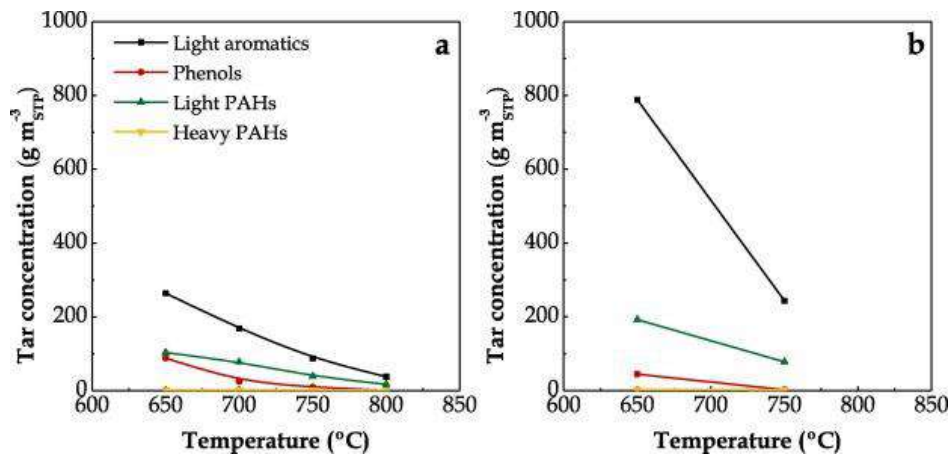 1000
800
600
400
200
0
Tar concentration (g m⁻³STP)
a
Light aromatics
Phenols
Light PAHs
Heavy PAHs
600 650 700 750 800 850
Temperature (ºC)
1000
800
600
400
200
0
Tar concentration (g m⁻³STP)
b
600 650 700 750 800 850
Temperature (ºC)